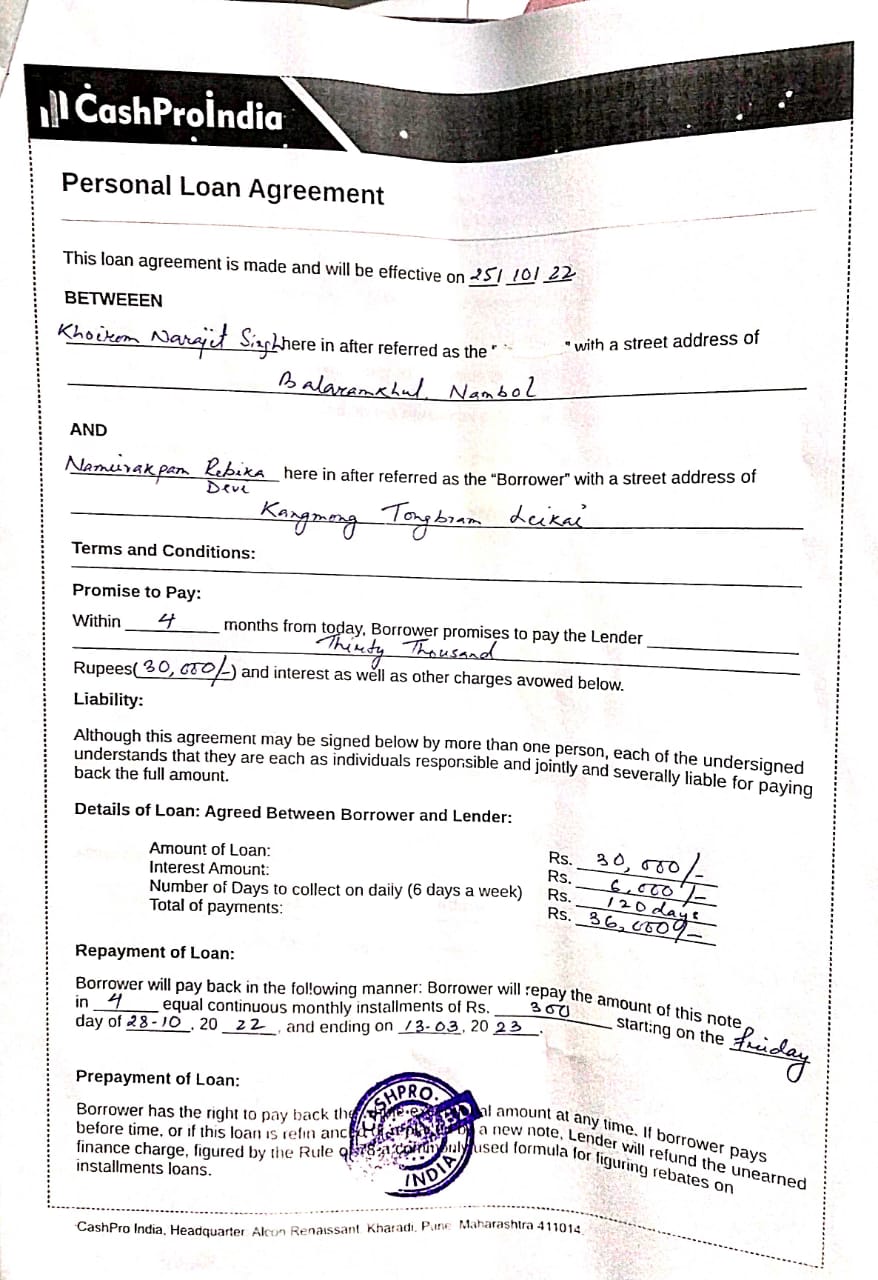 CashProIndia
Personal Loan Agreement
This loan agreement is made and will be effective on 25/10/22
BETWEEEN
Khoirom Narajit Singh here in after referred as the " " with a street address of
Balaramkhul, Nambol
AND
Nameirakpam Rebika here in after referred as the “Borrower” with a street address of
Devi
Kangmong Tongbram Leikai
Terms and Conditions:
Promise to Pay:
Within 4 months from today, Borrower promises to pay the Lender
Thirty Thousand
Rupees(30,000/-) and interest as well as other charges avowed below.
Liability:
Although this agreement may be signed below by more than one person, each of the undersigned
understands that they are each as individuals responsible and jointly and severally liable for paying
back the full amount.
Details of Loan: Agreed Between Borrower and Lender:
Amount of Loan: Rs. 30,000/-
Interest Amount: Rs. 6,000/-
Number of Days to collect on daily (6 days a week) Rs. 120 days
Total of payments: Rs. 36,000/-
Repayment of Loan:
Borrower will pay back in the following manner: Borrower will repay the amount of this note
in 4 equal continuous monthly installments of Rs. 300 starting on the Friday
day of 28-10, 20 22, and ending on 13-03, 20 23.
Prepayment of Loan:
Borrower has the right to pay back the al amount at any time. If borrower pays
before time, or if this loan is refin anc a new note, Lender will refund the unearned
finance charge, figured by the Rule of commonly used formula for figuring rebates on
installments loans.
CASHPRO
INDIA
CashPro India, Headquarter Alcon Renaissant Kharadi, Pune Maharashtra 411014